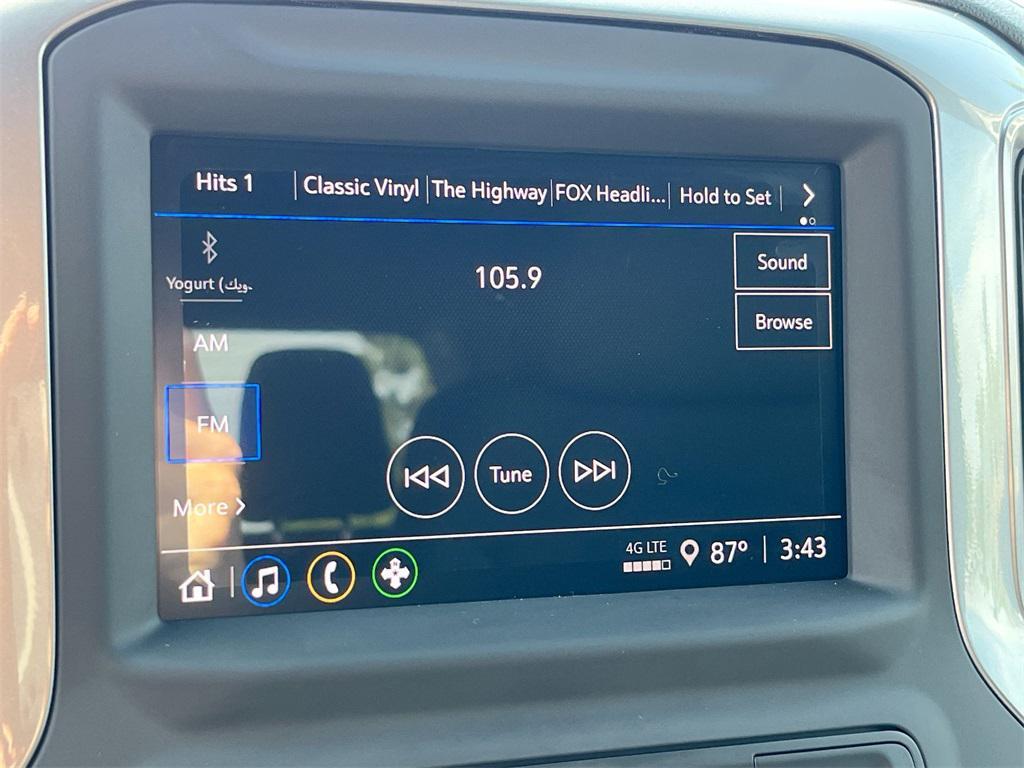 Hits 1
Classic Vinyl
The Highway
FOX Headli...
Hold to Set
Yogurt (
AM
FM
More
105.9
Sound
Browse
Tune
4G LTE
87°
3:43